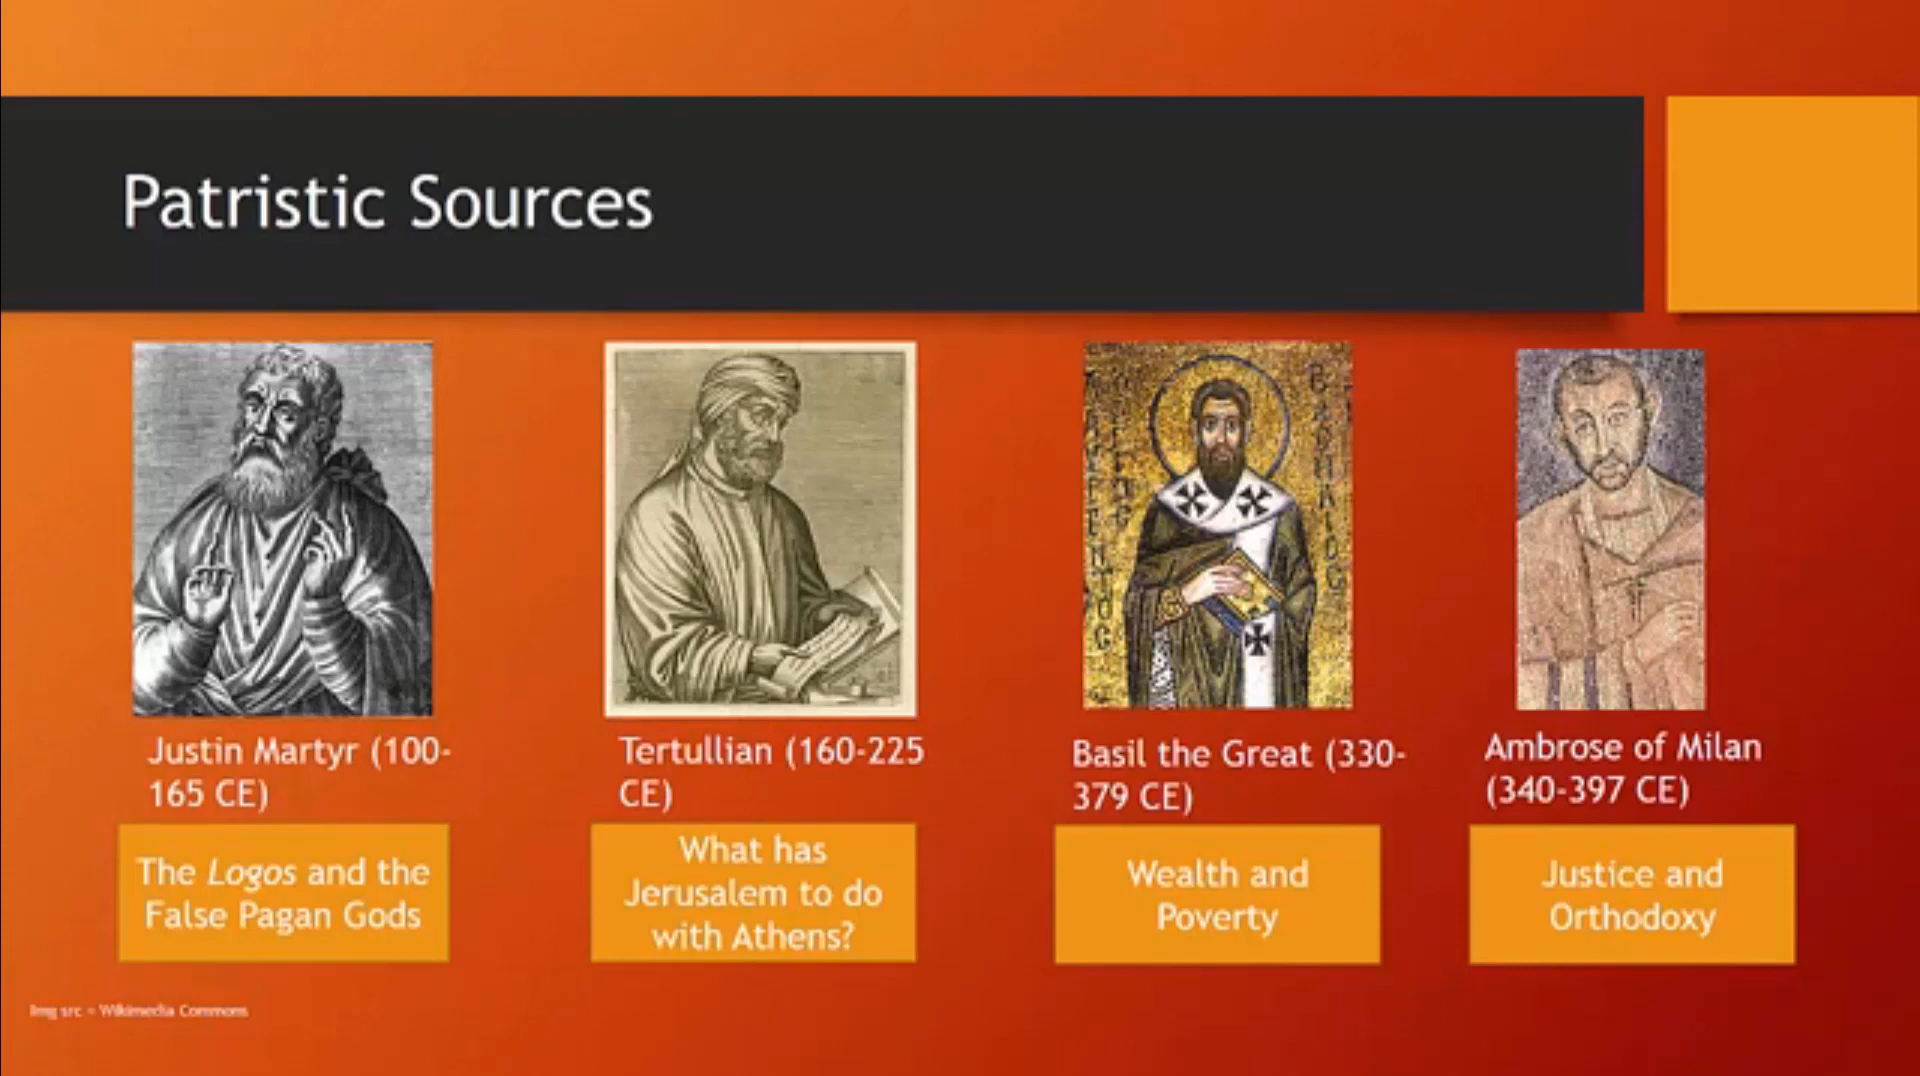 Patristic Sources
Justin Martyr (100-
165 CE)
Tertullian (160-225
CE)
Basil the Great (330-
379 CE)
Ambrose of Milan
(340-397 CE)
The Logos and the
False Pagan Gods
What has
Jerusalem to do
with Athens?
Wealth and
Poverty
Justice and
Orthodoxy
Img src - Wikimedia Commons